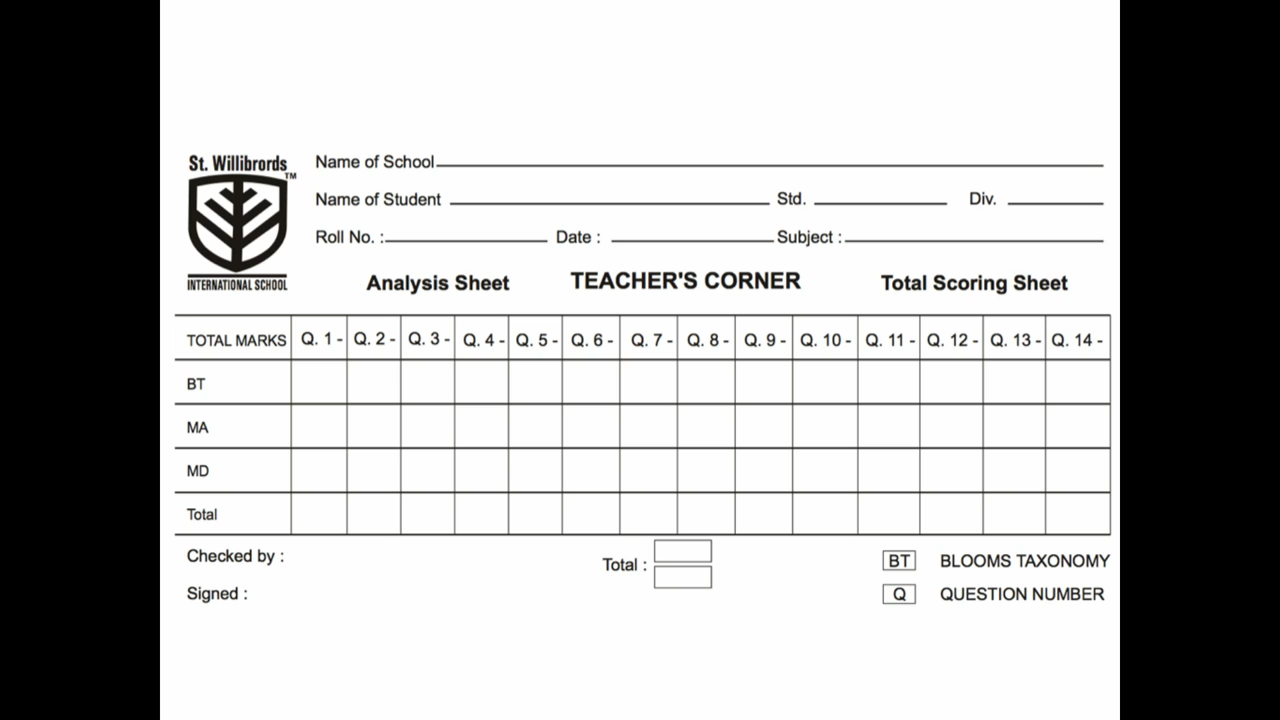 St. Willibrords
TM
INTERNATIONAL SCHOOL
Name of School
Name of Student Std. Div.
Roll No. : Date : Subject :
Analysis Sheet TEACHER'S CORNER Total Scoring Sheet
TOTAL MARKS Q. 1 - Q. 2 - Q. 3 - Q. 4 - Q. 5 - Q. 6 - Q. 7 - Q. 8 - Q. 9 - Q. 10 - Q. 11 - Q. 12 - Q. 13 - Q. 14 -
BT
MA
MD
Total
Checked by :
Signed :
Total :
BT BLOOMS TAXONOMY
Q QUESTION NUMBER